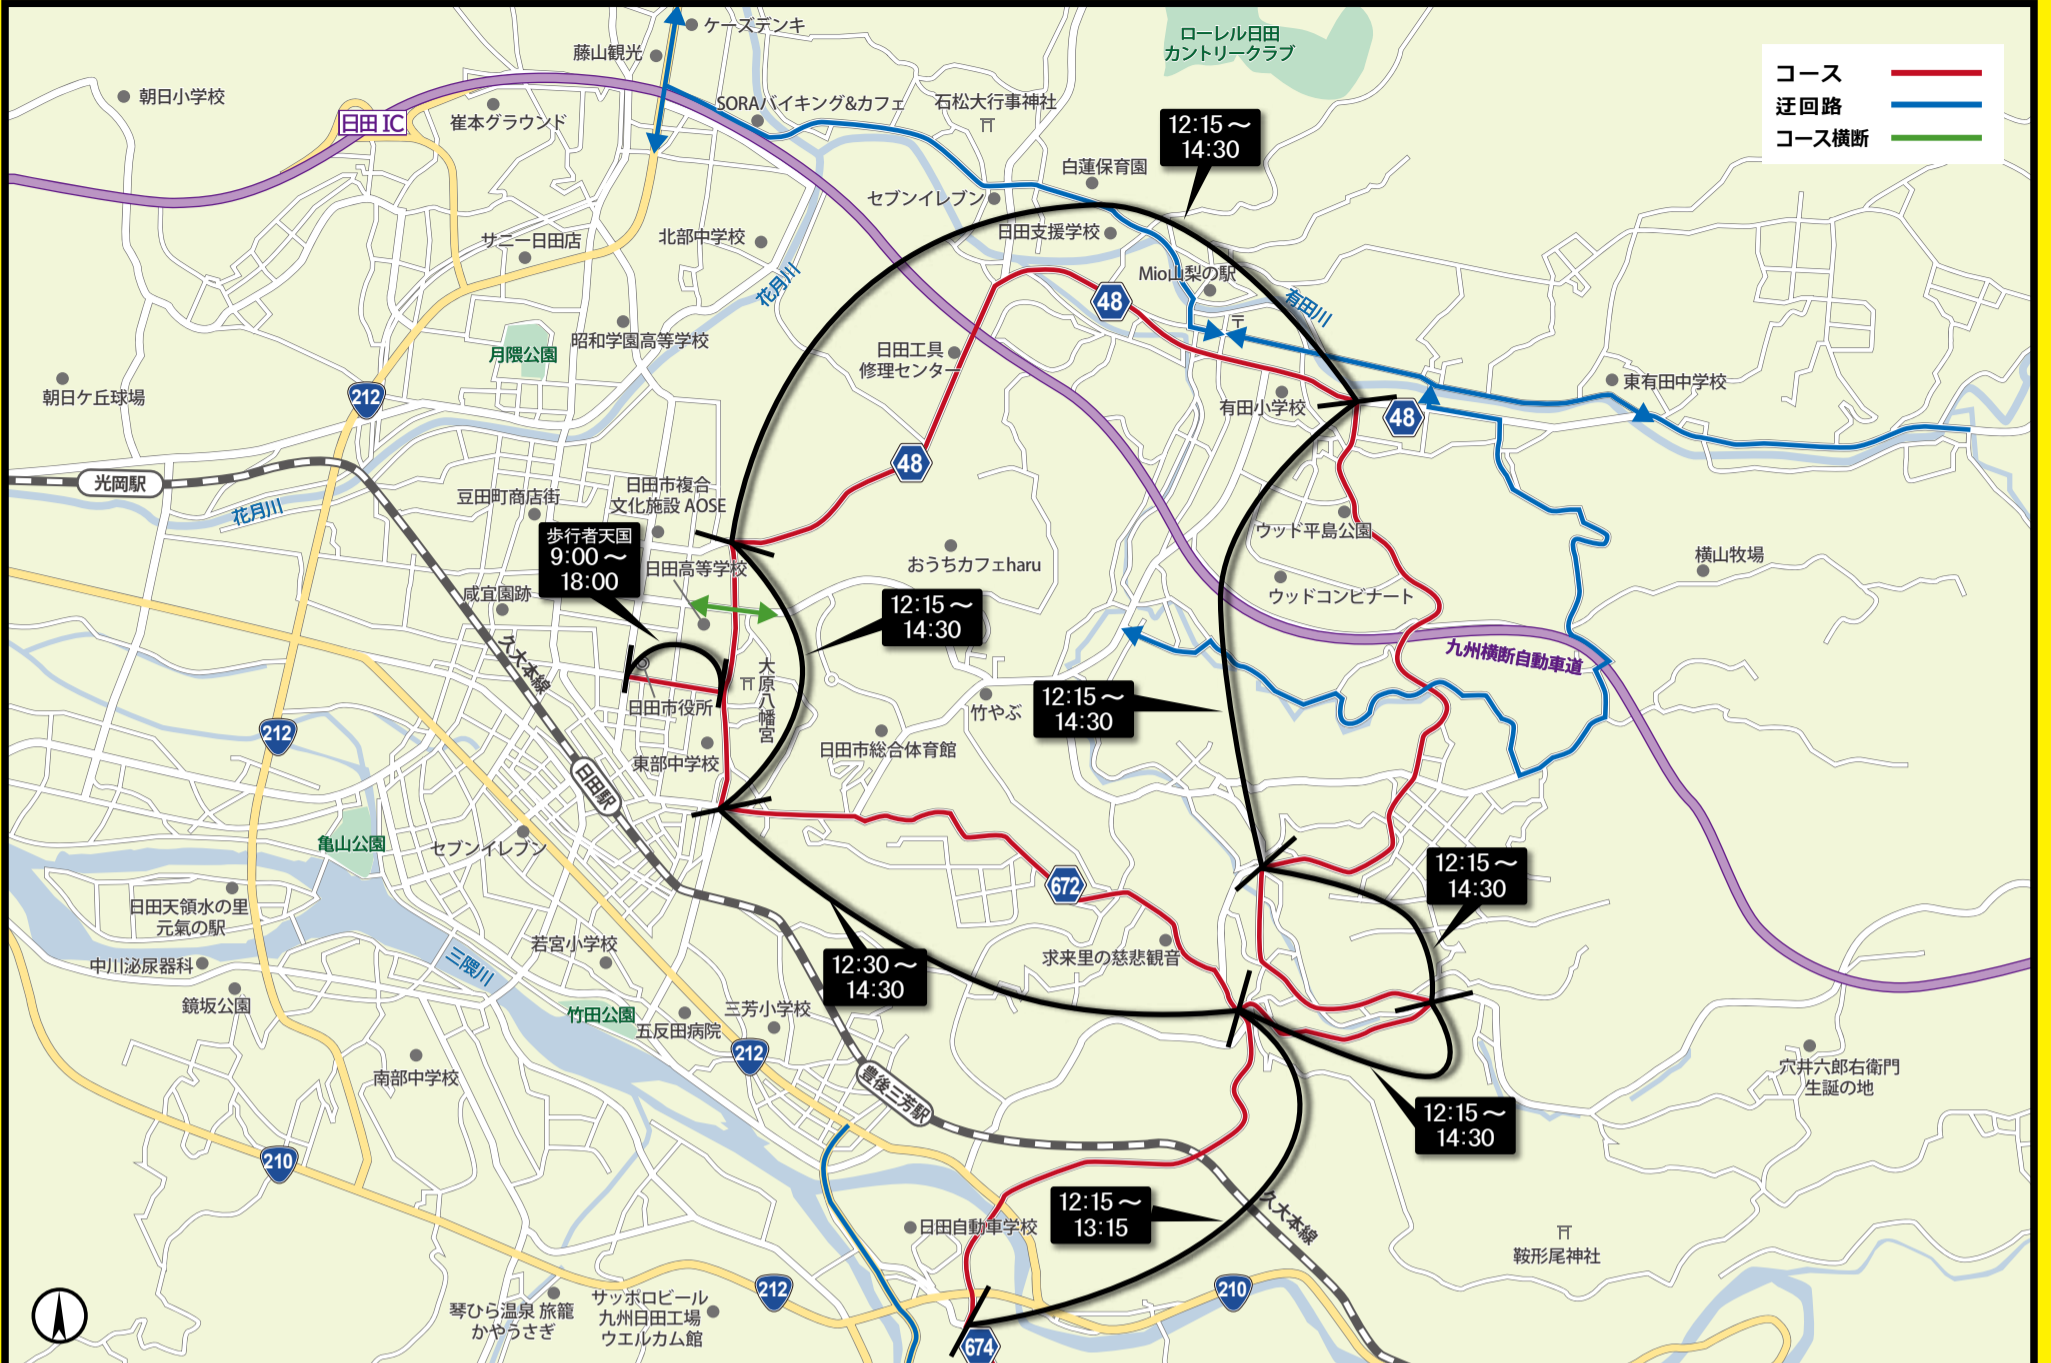 ケーズデンキ
藤山観光
ローレル日田
カントリークラブ
コース
迂回路
コース横断
朝日小学校
日田 IC
崔本グラウンド
SORAバイキング&カフェ
石松大行事神社
12:15～
14:30
白蓮保育園
セブンイレブン
日田支援学校
サニー日田店
北部中学校
花月川
Mio山梨の駅
有田川
48
〒
昭和学園高等学校
月隈公園
日田工具
修理センター
朝日ケ丘球場
212
有田小学校
48
東有田中学校
48
光岡駅
花月川
豆田町商店街
日田市複合
文化施設 AOSE
歩行者天国
9:00～
18:00
日田高等学校
おうちカフェharu
ウッド平島公園
横山牧場
咸宜園跡
12:15～
14:30
ウッドコンビナート
久大本線
大原八幡宮
九州横断自動車道
日田市役所
竹やぶ
12:15～
14:30
212
東部中学校
日田市総合体育館
日田駅
亀山公園
セブンイレブン
672
12:15～
14:30
日田天領水の里
元氣の駅
中川泌尿器科
若宮小学校
三隈川
12:30～
14:30
求来里の慈悲観音
鏡坂公園
竹田公園
五反田病院
三芳小学校
212
南部中学校
豊後三芳駅
穴井六郎右衛門
生誕の地
12:15～
14:30
210
12:15～
13:15
久大本線
日田自動車学校
鞍形尾神社
212
210
琴ひら温泉 旅籠
かやうさぎ
サッポロビール
九州日田工場
ウエルカム館
674